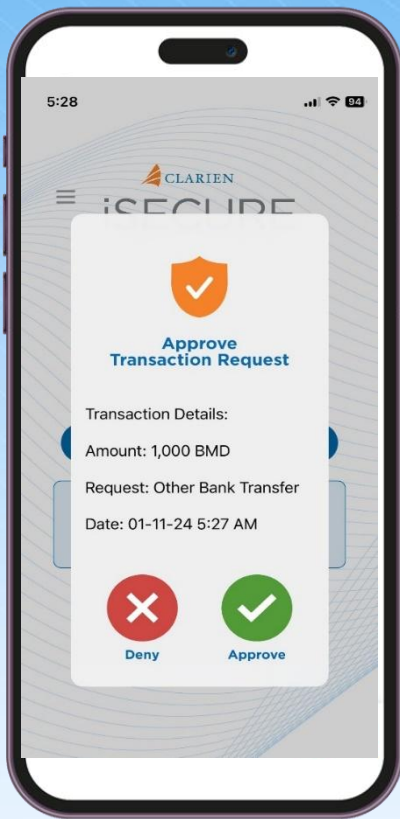 5:28
94
CLARIEN
iSECURE
Approve
Transaction Request
Transaction Details:
Amount: 1,000 BMD
Request: Other Bank Transfer
Date: 01-11-24 5:27 AM
Deny
Approve